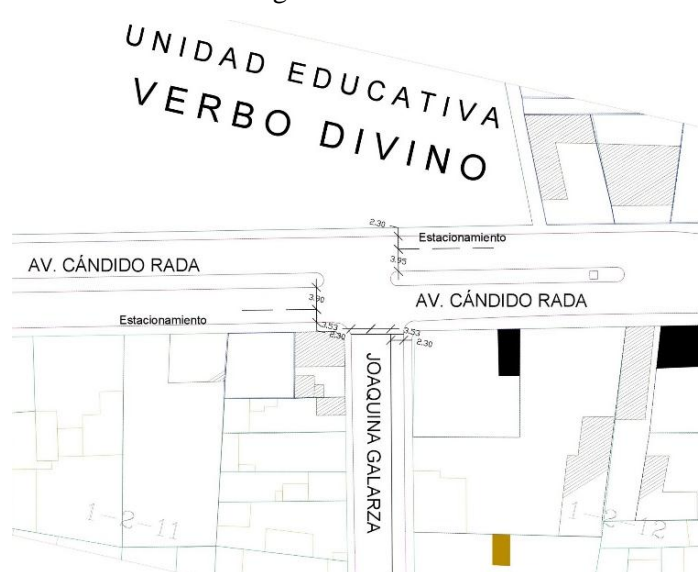 UNIDAD EDUCATIVA
VERBO DIVINO
2.30
Estacionamiento
3.95
AV. CÁNDIDO RADA
3.90
AV. CÁNDIDO RADA
Estacionamiento
3.53
3.53
2.30
2.30
JOAQUINA GALARZA
1-2-11
1-2-12